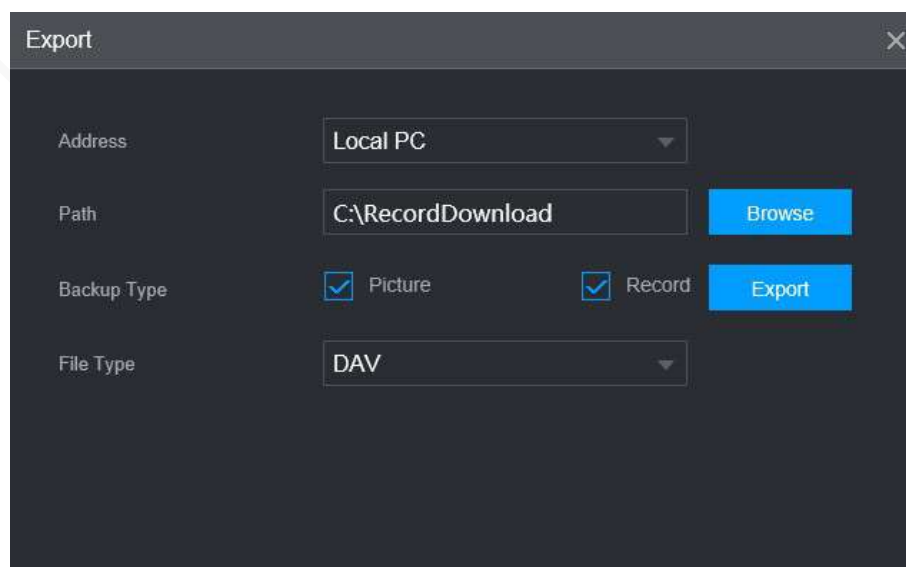 Export
Address Local PC
Path C:\RecordDownload Browse
Backup Type Picture Record Export
File Type DAV